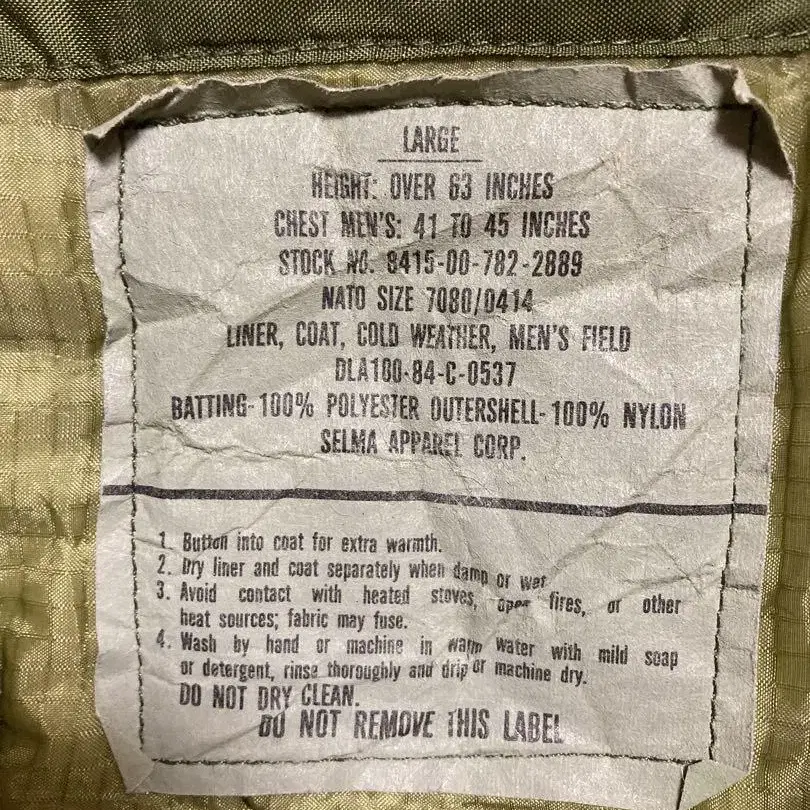 LARGE
HEIGHT: OVER 63 INCHES
CHEST MEN'S: 41 TO 45 INCHES
STOCK NO. 8415-00-782-2889
NATO SIZE 7080/0414
LINER, COAT, COLD WEATHER, MEN'S FIELD
DLA100-84-C-0537
BATTING-100% POLYESTER OUTERSHELL-100% NYLON
SELMA APPAREL CORP.
1. Button into coat for extra warmth.
2. Dry liner and coat separately when damp or wet
3. Avoid contact with heated stoves, open fires, or other
heat sources; fabric may fuse.
4. Wash by hand or machine in warm water with mild soap
or detergent, rinse thoroughly and drip or machine dry.
DO NOT DRY CLEAN.
DO NOT REMOVE THIS LABEL